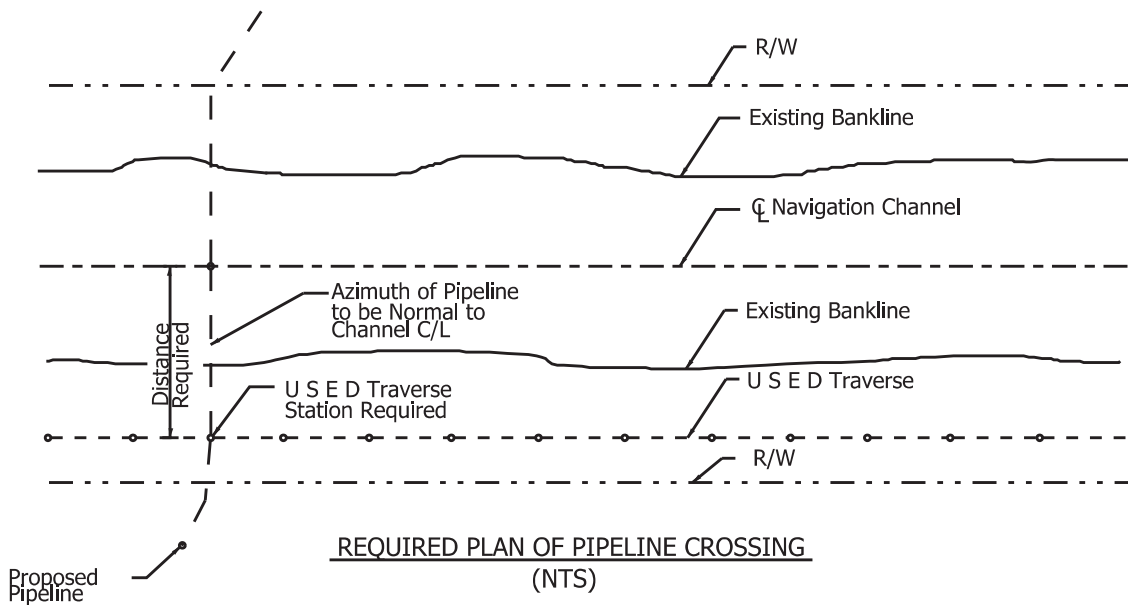 R/W
Existing Bankline
℄ Navigation Channel
Azimuth of Pipeline
to be Normal to
Channel C/L
Existing Bankline
Distance
Required
U S E D Traverse
Station Required
U S E D Traverse
R/W
REQUIRED PLAN OF PIPELINE CROSSING
(NTS)
Proposed
Pipeline